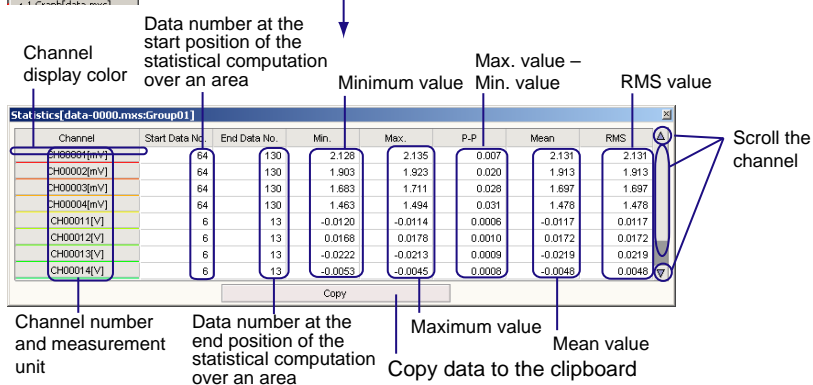 4-1 Graph[data.mxs]
Data number at the
start position of the
statistical computation
over an area
Channel
display color
Minimum value
Max. value –
Min. value
RMS value
Statistics[data-0000.mxs:Group01]
Channel Start Data No. End Data No. Min. Max. P-P Mean RMS
CH00001[mV] 64 130 2.128 2.135 0.007 2.131 2.131
CH00002[mV] 64 130 1.903 1.923 0.020 1.913 1.913
CH00003[mV] 64 130 1.683 1.711 0.028 1.697 1.697
CH00004[mV] 64 130 1.463 1.494 0.031 1.478 1.478
CH00011[V] 6 13 -0.0120 -0.0114 0.0006 -0.0117 0.0117
CH00012[V] 6 13 0.0168 0.0178 0.0010 0.0172 0.0172
CH00013[V] 6 13 -0.0222 -0.0213 0.0009 -0.0219 0.0219
CH00014[V] 6 13 -0.0053 -0.0045 0.0008 -0.0048 0.0048
Copy
Scroll the
channel
Channel number
and measurement
unit
Data number at the
end position of the
statistical computation
over an area
Maximum value
Mean value
Copy data to the clipboard